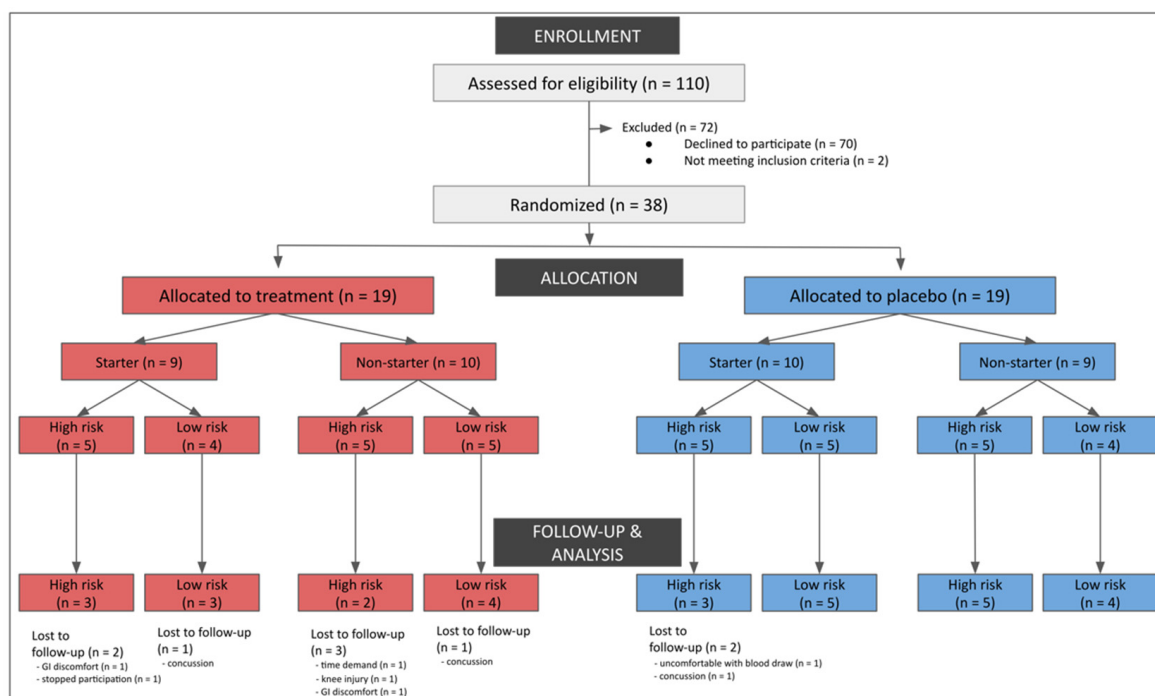 ENROLLMENT
Assessed for eligibility (n = 110)
Excluded (n = 72)
● Declined to participate (n = 70)
● Not meeting inclusion criteria (n = 2)
Randomized (n = 38)
ALLOCATION
Allocated to treatment (n = 19)
Allocated to placebo (n = 19)
Starter (n = 9)
Non-starter (n = 10)
Starter (n = 10)
Non-starter (n = 9)
High risk
(n = 5)
Low risk
(n = 4)
High risk
(n = 5)
Low risk
(n = 5)
High risk
(n = 5)
Low risk
(n = 5)
High risk
(n = 5)
Low risk
(n = 4)
FOLLOW-UP &
ANALYSIS
High risk
(n = 3)
Low risk
(n = 3)
High risk
(n = 2)
Low risk
(n = 4)
High risk
(n = 3)
Low risk
(n = 5)
High risk
(n = 5)
Low risk
(n = 4)
Lost to
follow-up (n = 2)
- GI discomfort (n = 1)
- stopped participation (n = 1)
Lost to follow-up
(n = 1)
- concussion
Lost to follow-up
(n = 3)
- time demand (n = 1)
- knee injury (n = 1)
- GI discomfort (n = 1)
Lost to follow-up
(n = 1)
- concussion
Lost to
follow-up (n = 2)
- uncomfortable with blood draw (n = 1)
- concussion (n = 1)